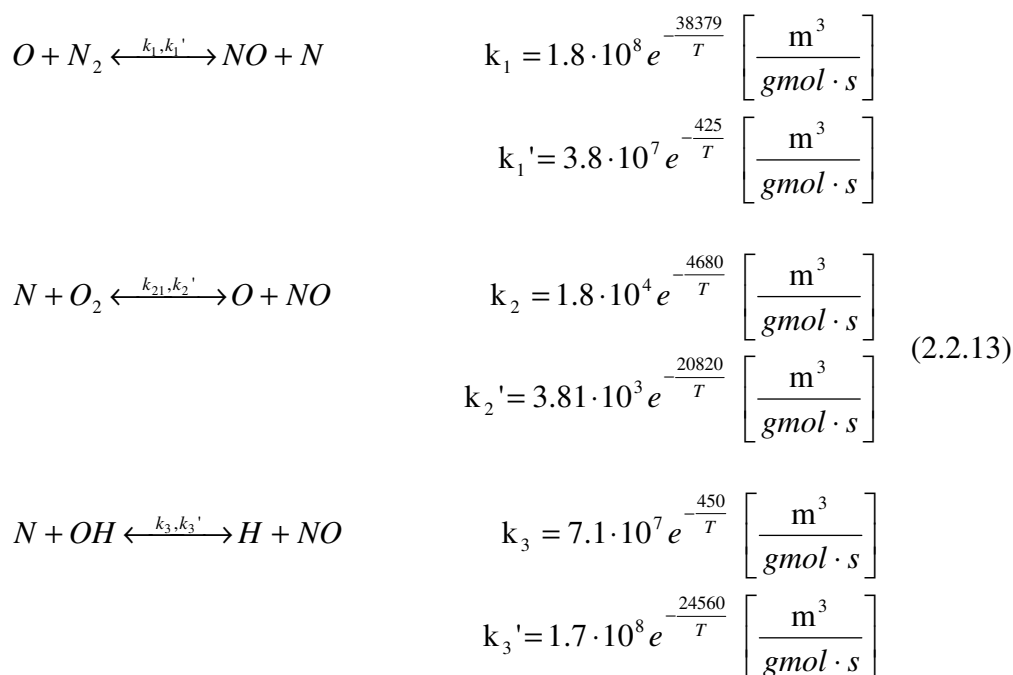 O + N₂ ⟷ (k₁,k₁') NO + N    k₁ = 1.8·10⁸ e^(−38379/T) [m³/(gmol·s)]
k₁'= 3.8·10⁷ e^(−425/T) [m³/(gmol·s)]
N + O₂ ⟷ (k₂₁,k₂') O + NO    k₂ = 1.8·10⁴ e^(−4680/T) [m³/(gmol·s)]
(2.2.13)
k₂'= 3.81·10³ e^(−20820/T) [m³/(gmol·s)]
N + OH ⟷ (k₃,k₃') H + NO    k₃ = 7.1·10⁷ e^(−450/T) [m³/(gmol·s)]
k₃'= 1.7·10⁸ e^(−24560/T) [m³/(gmol·s)]